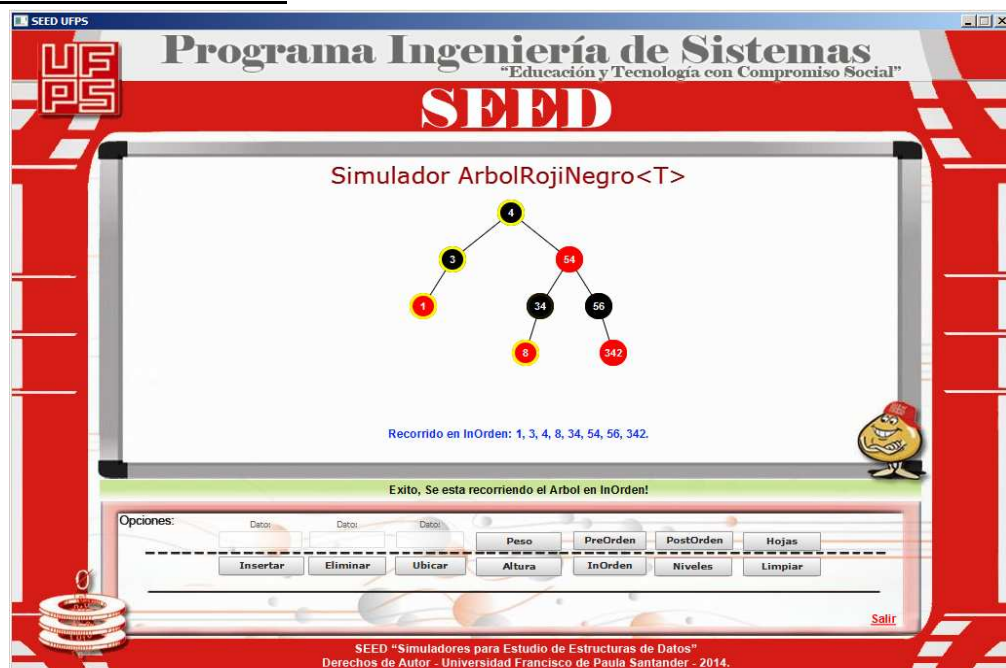 SEED UFPS
UF
PS
Programa Ingeniería de Sistemas
“Educación y Tecnología con Compromiso Social”
SEED
Simulador ArbolRojiNegro<T>
4
3 54
1 34 56
8 342
Recorrido en InOrden: 1, 3, 4, 8, 34, 54, 56, 342.
Exito, Se esta recorriendo el Arbol en InOrden!
Opciones:
Dato: Dato: Dato:
Peso PreOrden PostOrden Hojas
Insertar Eliminar Ubicar Altura InOrden Niveles Limpiar
Salir
SEED “Simuladores para Estudio de Estructuras de Datos”
Derechos de Autor - Universidad Francisco de Paula Santander - 2014.